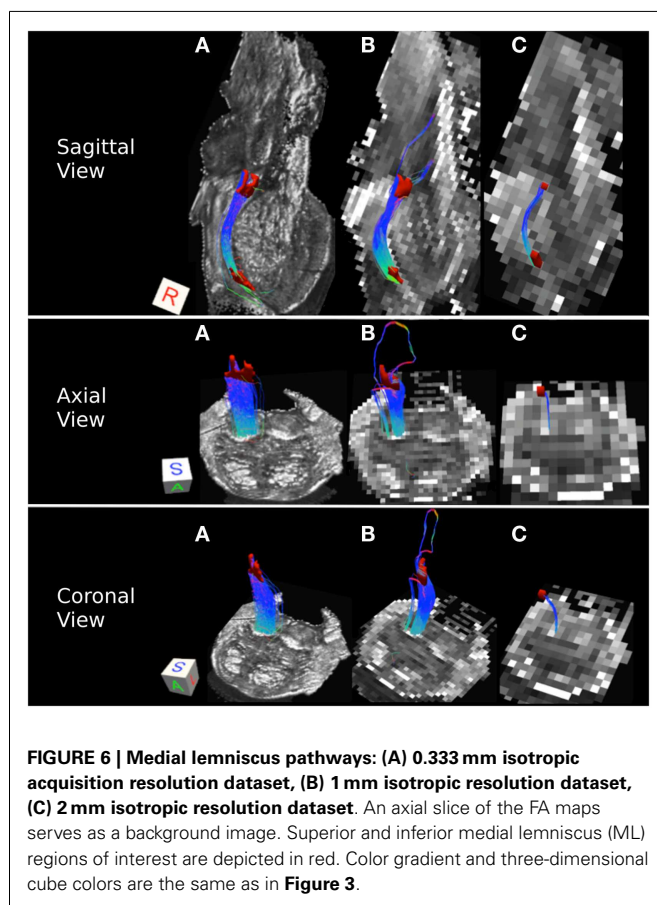 A B C
Sagittal
View
R
A B C
Axial
View
S
A
A B C
Coronal
View
S
A
FIGURE 6 | Medial lemniscus pathways: (A) 0.333 mm isotropic
acquisition resolution dataset, (B) 1 mm isotropic resolution dataset,
(C) 2 mm isotropic resolution dataset. An axial slice of the FA maps
serves as a background image. Superior and inferior medial lemniscus (ML)
regions of interest are depicted in red. Color gradient and three-dimensional
cube colors are the same as in Figure 3.